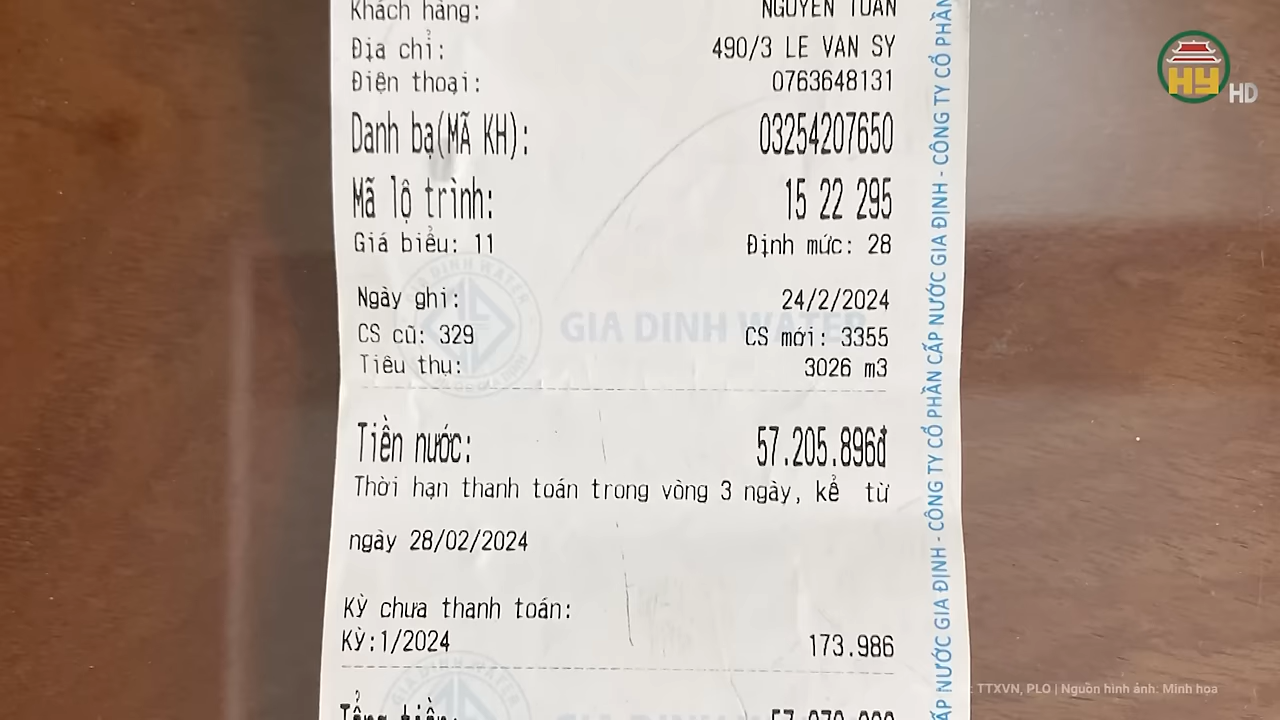 Khách hàng: NGUYEN TUAN
Địa chỉ: 490/3 LE VAN SY
Điện thoại: 0763648131
Danh bạ(MÃ KH): 03254207650
Mã lộ trình: 15 22 295
Giá biểu: 11 Định mức: 28
Ngày ghi: 24/2/2024
CS cũ: 329 CS mới: 3355
Tiêu thụ: 3026 m3
GIA DINH WATER
Tiền nước: 57.205.896đ
Thời hạn thanh toán trong vòng 3 ngày, kể từ
ngày 28/02/2024
Kỳ chưa thanh toán:
Kỳ:1/2024 173.986
Tổng
CẤP NƯỚC GIA ĐỊNH - CÔNG TY CỔ PHẦN CẤP NƯỚC GIA ĐỊNH - CÔNG TY CỔ PHẦN
HY HD
TTXVN, PLO | Nguồn hình ảnh: Minh họa